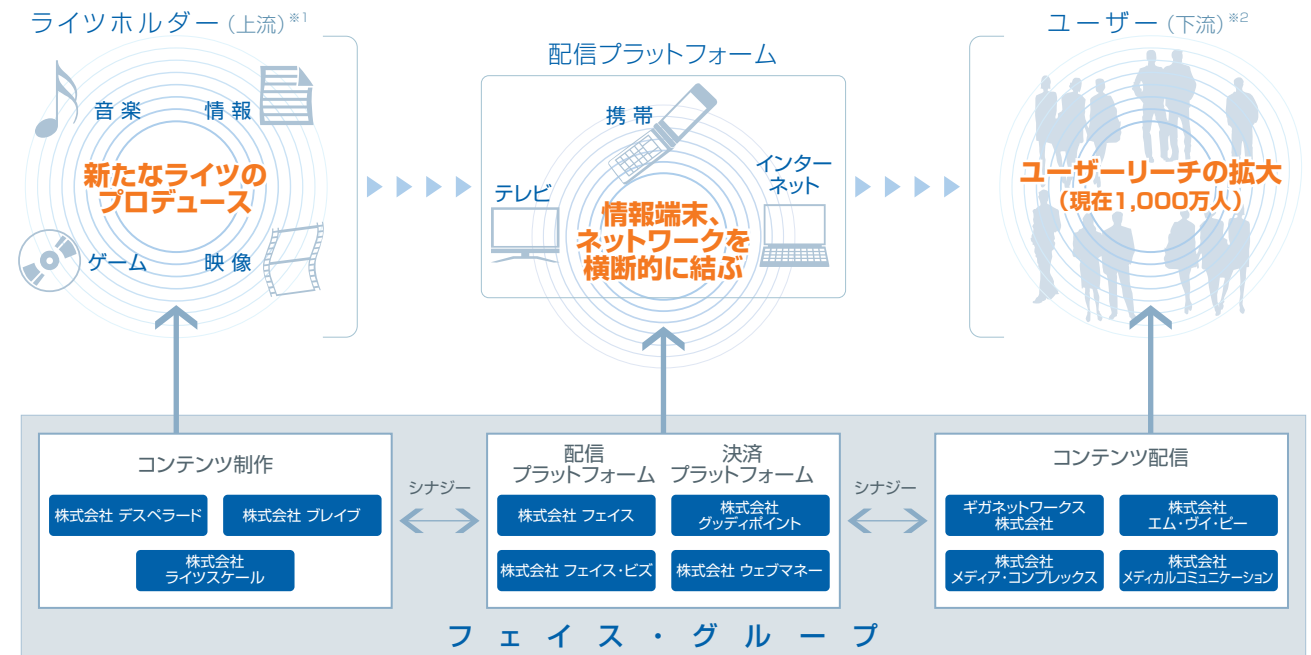 ライツホルダー（上流）※1
音楽
情報
新たなライツの
プロデュース
ゲーム
映像
配信プラットフォーム
携帯
テレビ
インター
ネット
情報端末、
ネットワークを
横断的に結ぶ
ユーザー（下流）※2
ユーザーリーチの拡大
（現在1,000万人）
コンテンツ制作
株式会社 デスペラード
株式会社 ブレイブ
株式会社
ライツスケール
シナジー
配信
プラットフォーム
決済
プラットフォーム
株式会社 フェイス
株式会社
グッディポイント
株式会社 フェイス・ビズ
株式会社 ウェブマネー
シナジー
コンテンツ配信
ギガネットワークス
株式会社
株式会社
エム・ヴイ・ピー
株式会社
メディア・コンプレックス
株式会社
メディカルコミュニケーション
フェイス・グループ